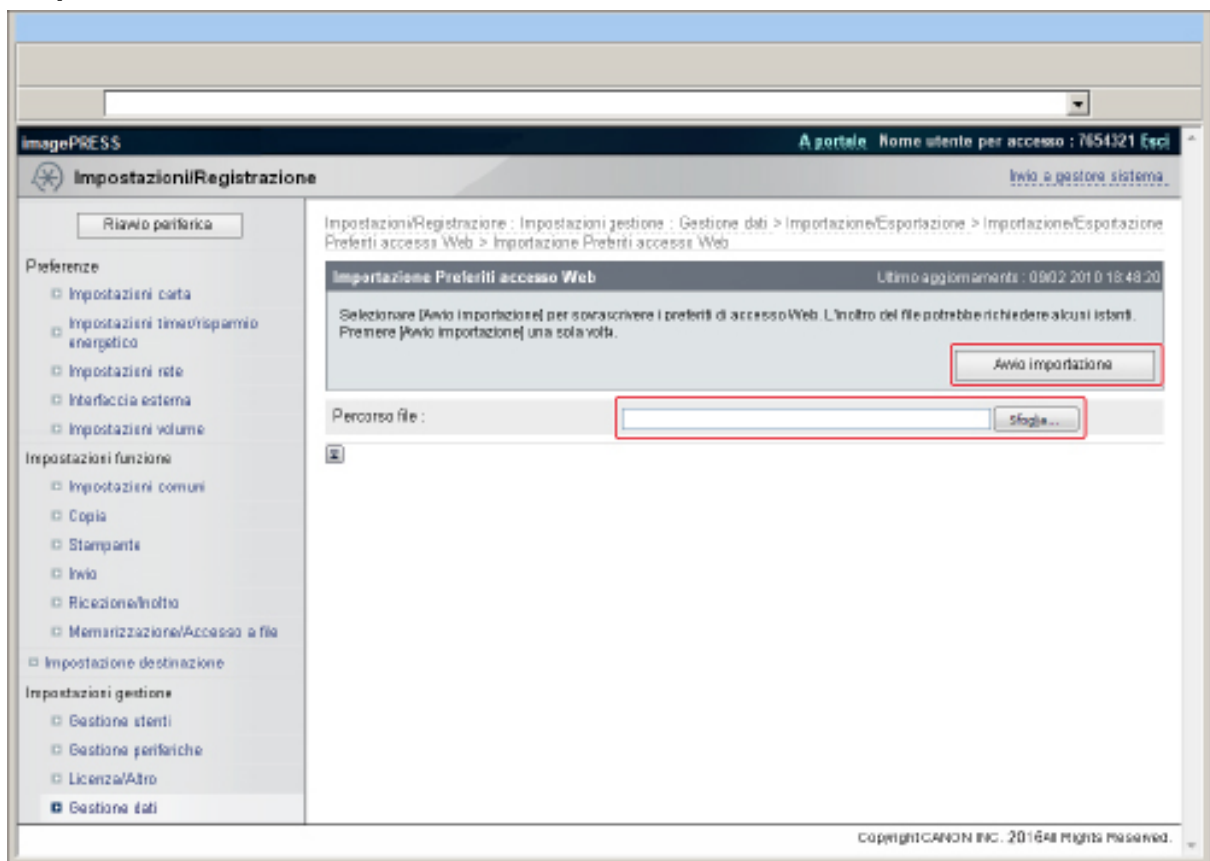 imagePRESS
A portale Nome utente per accesso : 7654321 Esci
Impostazioni/Registrazione
Invio a gestore sistema
Riavvio periferica
Preferenze
Impostazioni carta
Impostazioni timer/risparmio
energetico
Impostazioni rete
Interfaccia esterna
Impostazioni volume
Impostazioni funzione
Impostazioni comuni
Copia
Stampante
Invio
Ricezione/Inoltro
Memorizzazione/Accesso a file
Impostazione destinazione
Impostazioni gestione
Gestione utenti
Gestione periferiche
Licenza/Altro
Gestione dati
Impostazioni/Registrazione : Impostazioni gestione : Gestione dati > Importazione/Esportazione > Importazione/Esportazione
Preferiti accesso Web > Importazione Preferiti accesso Web
Importazione Preferiti accesso Web
Ultimo aggiornamento : 09/02 2010 18:48:20
Selezionare [Avvio importazione] per sovrascrivere i preferiti di accesso Web. L'inoltro del file potrebbe richiedere alcuni istanti.
Premere [Avvio importazione] una sola volta.
Avvio importazione
Percorso file :
Sfoglia...
Copyright CANON INC. 2016 All Rights Reserved.